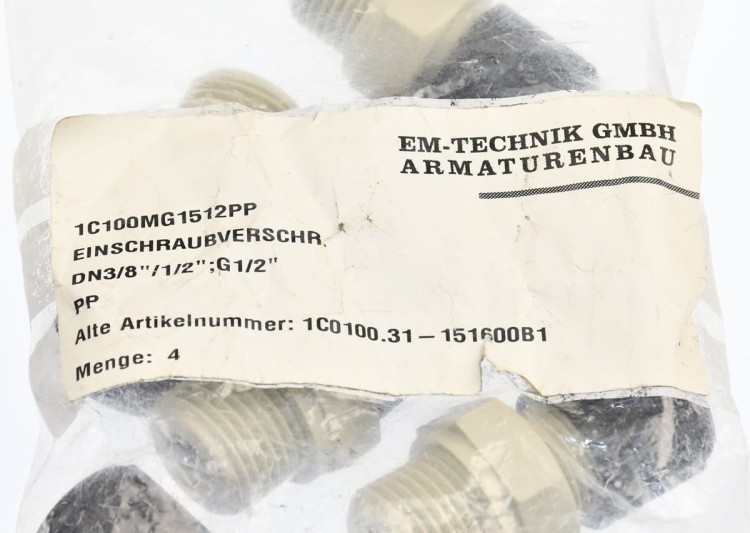 EM-TECHNIK GMBH
ARMATURENBAU
1C100MG1512PP
EINSCHRAUBVERSCHR.
DN3/8"/1/2";G1/2"
PP
Alte Artikelnummer: 1C0100.31-151600B1
Menge: 4